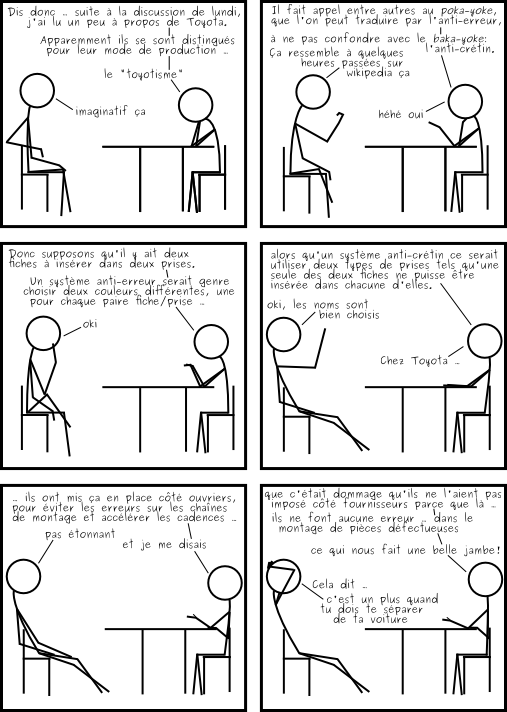 Dis donc … suite à la discussion de lundi,
j'ai lu un peu à propos de Toyota.
Apparemment ils se sont distingués
pour leur mode de production …
le "toyotisme"
imaginatif ça
Il fait appel entre autres au poka-yoke,
que l'on peut traduire par l'anti-erreur,
à ne pas confondre avec le baka-yoke:
l'anti-crétin.
Ça ressemble à quelques
heures passées sur
wikipedia ça
héhé oui
Donc supposons qu'il y ait deux
fiches à insérer dans deux prises.
Un système anti-erreur serait genre
choisir deux couleurs différentes, une
pour chaque paire fiche/prise …
oki
alors qu'un système anti-crétin ce serait
utiliser deux types de prises tels qu'une
seule des deux fiches ne puisse être
insérée dans chacune d'elles.
oki, les noms sont
bien choisis
Chez Toyota …
… ils ont mis ça en place côté ouvriers,
pour éviter les erreurs sur les chaînes
de montage et accélérer les cadences …
pas étonnant
et je me disais
que c'était dommage qu'ils ne l'aient pas
imposé côté fournisseurs parce que là …
ils ne font aucune erreur … dans le
montage de pièces défectueuses
ce qui nous fait une belle jambe!
Cela dit …
c'est un plus quand
tu dois te séparer
de ta voiture